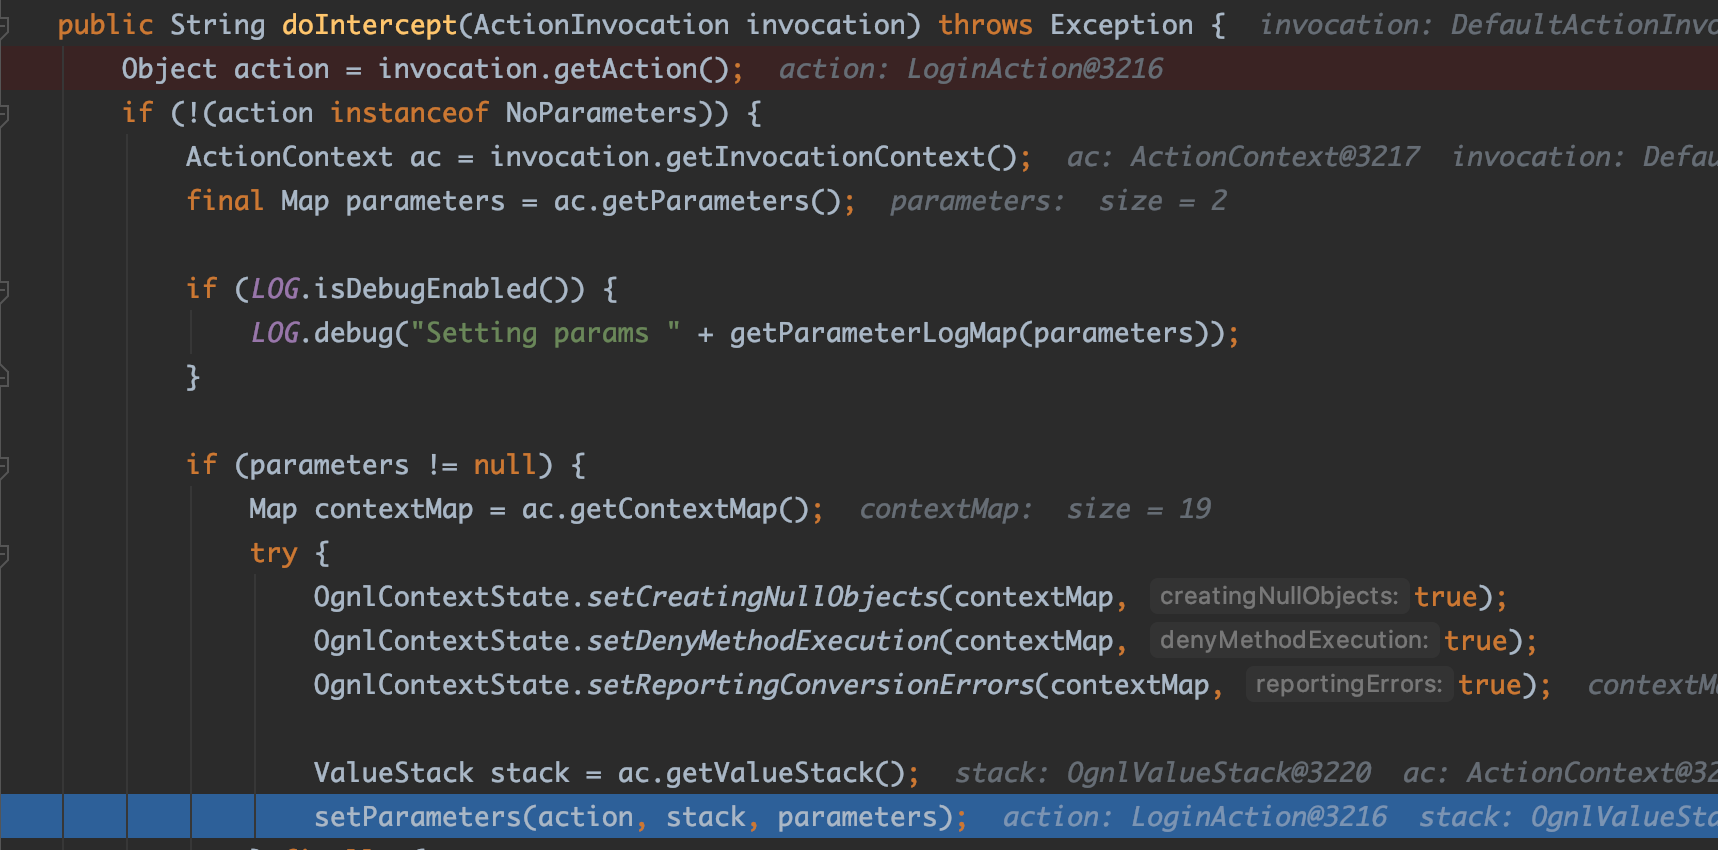 public String doIntercept(ActionInvocation invocation) throws Exception {  invocation: DefaultActionInvo
Object action = invocation.getAction();  action: LoginAction@3216
if (!(action instanceof NoParameters)) {
ActionContext ac = invocation.getInvocationContext();  ac: ActionContext@3217  invocation: Defau
final Map parameters = ac.getParameters();  parameters:  size = 2
if (LOG.isDebugEnabled()) {
LOG.debug("Setting params " + getParameterLogMap(parameters));
}
if (parameters != null) {
Map contextMap = ac.getContextMap();  contextMap:  size = 19
try {
OgnlContextState.setCreatingNullObjects(contextMap, creatingNullObjects: true);
OgnlContextState.setDenyMethodExecution(contextMap, denyMethodExecution: true);
OgnlContextState.setReportingConversionErrors(contextMap, reportingErrors: true);  contextMa
ValueStack stack = ac.getValueStack();  stack: OgnlValueStack@3220  ac: ActionContext@32
setParameters(action, stack, parameters);  action: LoginAction@3216  stack: OgnlValueSta